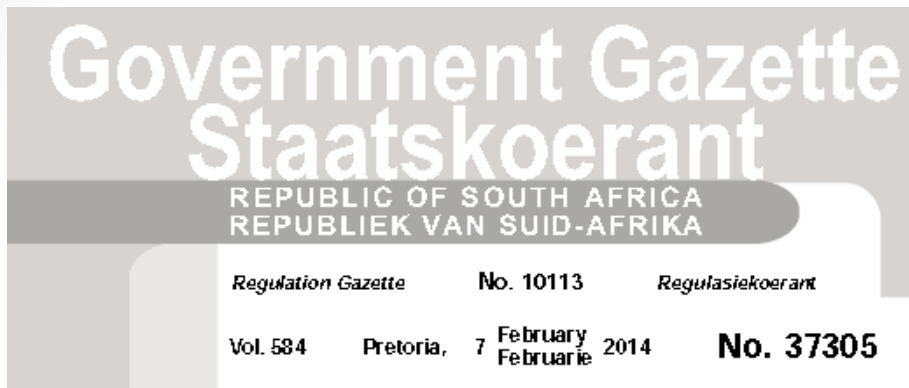 Government Gazette
Staatskoerant
REPUBLIC OF SOUTH AFRICA
REPUBLIEK VAN SUID-AFRIKA
Regulation Gazette No. 10113 Regulasiekoerant
Vol. 584 Pretoria, 7 February 2014 No. 37305
Februarie